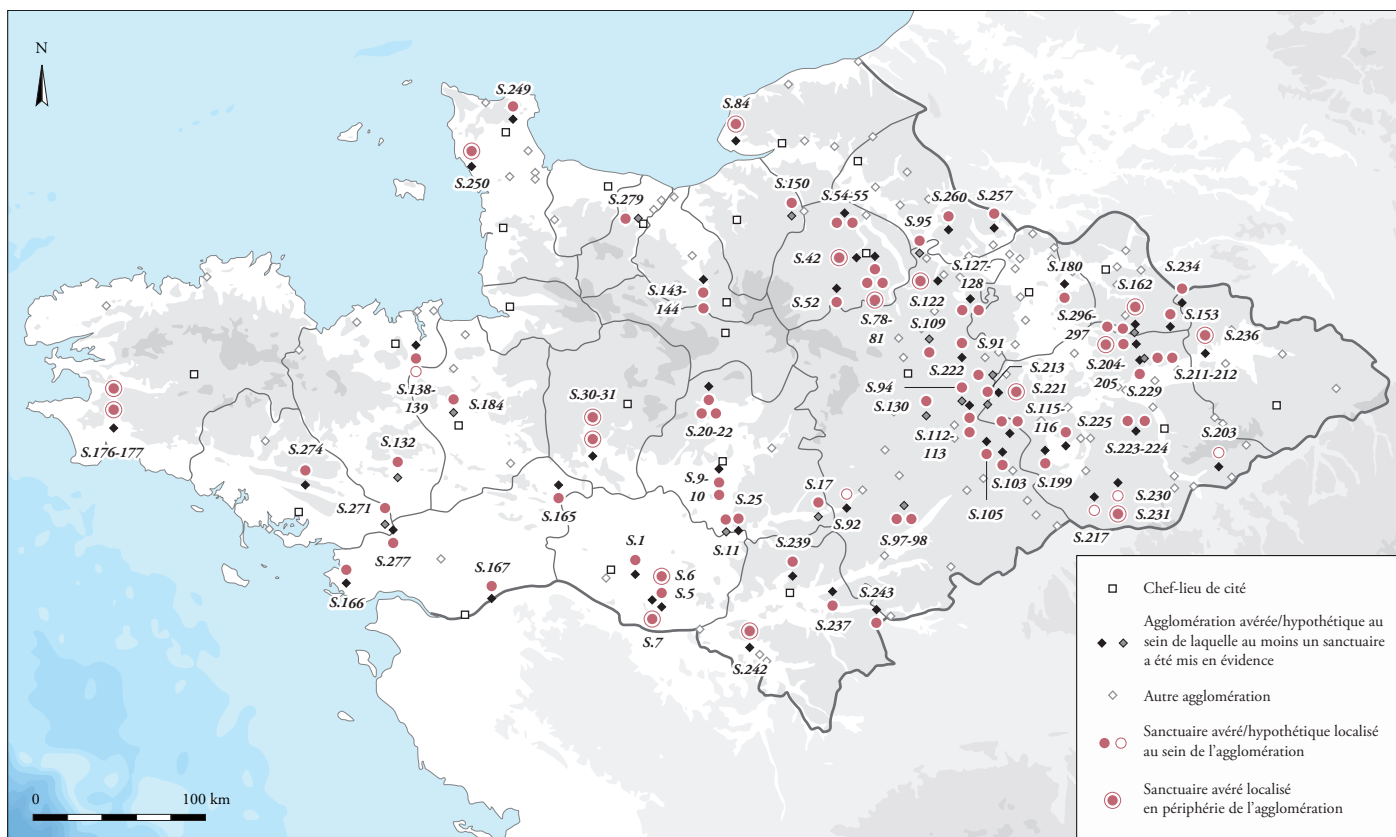 N
S.249
S.84
S.250
S.279
S.150
S.54-55
S.260
S.257
S.95
S.42
S.127-
128
S.180
S.234
S.162
S.143-
144
S.52
S.122
S.296-
297
S.153
S.236
S.78-
81
S.109
S.91
S.213
S.222
S.204-
205
S.211-212
S.229
S.138-
139
S.184
S.30-31
S.94
S.221
S.130
S.115-
116
S.20-22
S.225
S.223-224
S.203
S.176-177
S.274
S.132
S.112-
113
S.103
S.199
S.9-
10
S.25
S.17
S.230
S.231
S.271
S.165
S.92
S.105
S.97-98
S.217
S.11
S.239
S.277
S.1
S.167
S.6
S.5
S.166
S.243
S.237
S.7
S.242
0
100 km
Chef-lieu de cité
Agglomération avérée/hypothétique au
sein de laquelle au moins un sanctuaire
a été mis en évidence
Autre agglomération
Sanctuaire avéré/hypothétique localisé
au sein de l'agglomération
Sanctuaire avéré localisé
en périphérie de l'agglomération